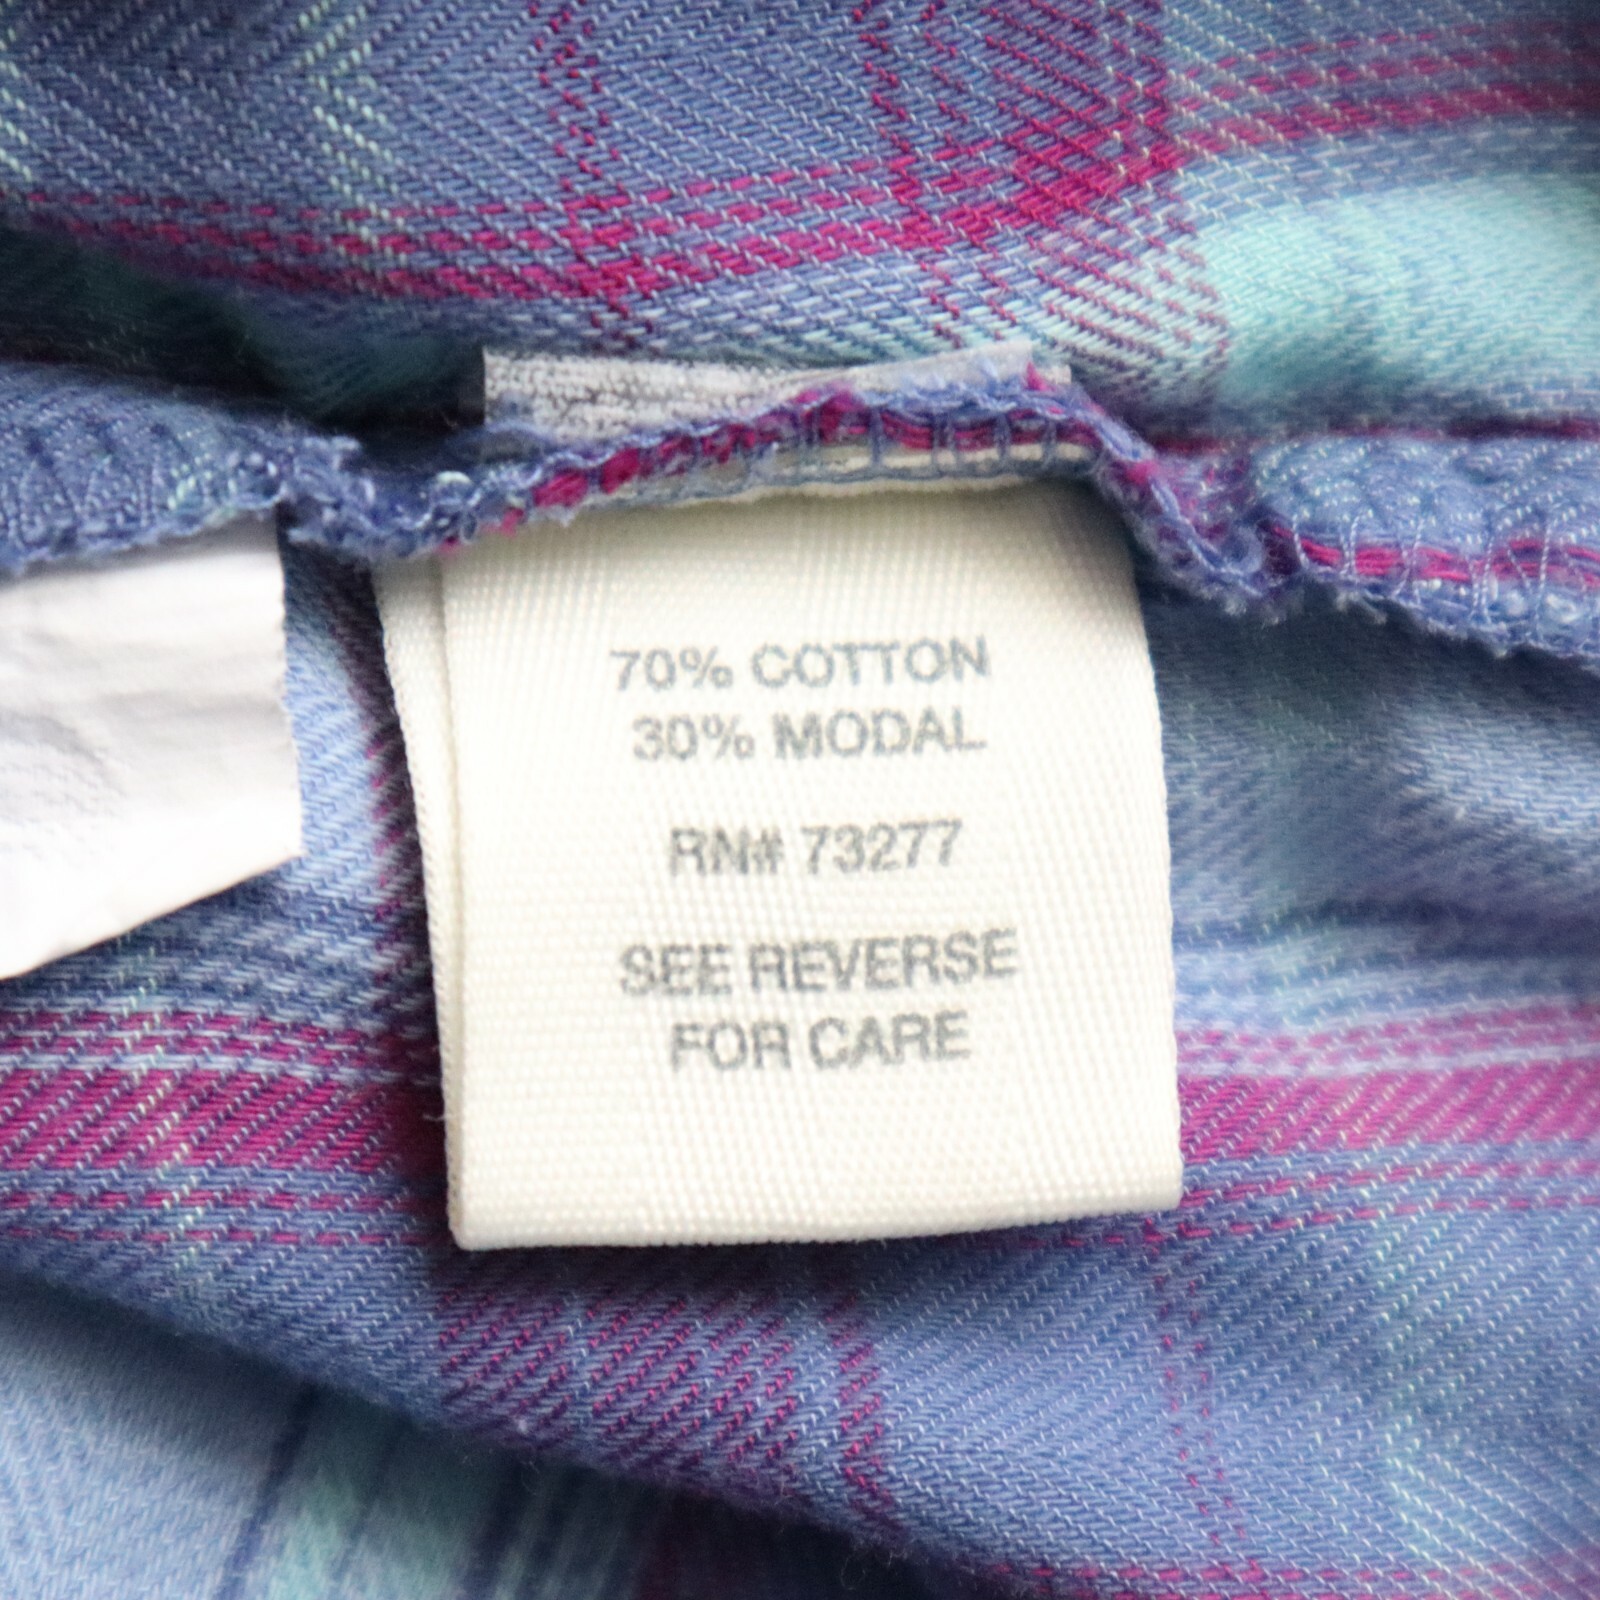 70% COTTON
30% MODAL
RN# 73277
SEE REVERSE
FOR CARE